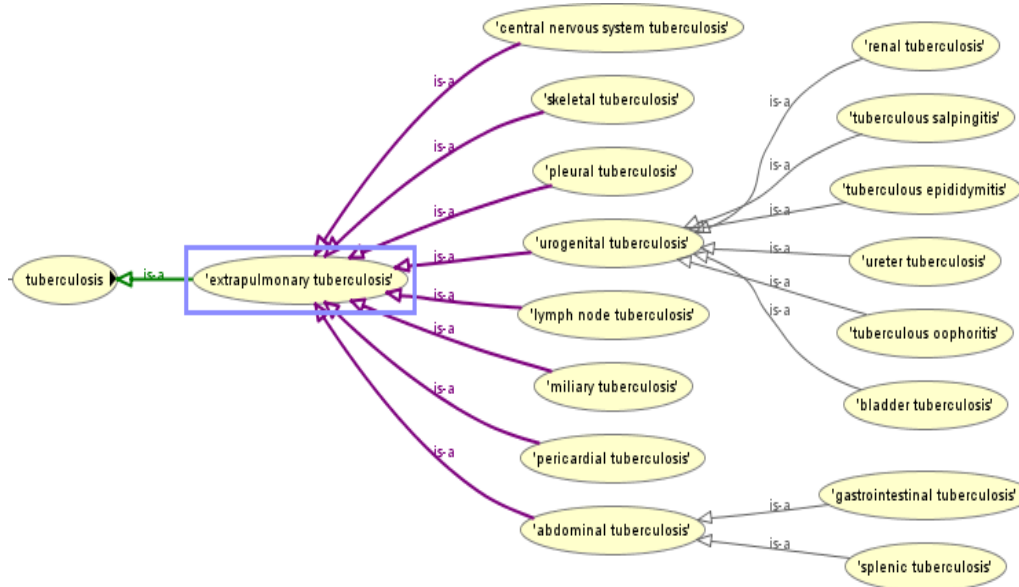 'central nervous system tuberculosis'
'renal tuberculosis'
is-a
is-a
'skeletal tuberculosis'
'tuberculous salpingitis'
is-a
is-a
'pleural tuberculosis'
'tuberculous epididymitis'
is-a
is-a
'urogenital tuberculosis'
is-a
is-a
'ureter tuberculosis'
tuberculosis
is-a
'extrapulmonary tuberculosis'
is-a
is-a
'lymph node tuberculosis'
is-a
'tuberculous oophoritis'
is-a
'miliary tuberculosis'
is-a
'bladder tuberculosis'
'pericardial tuberculosis'
is-a
'gastrointestinal tuberculosis'
is-a
'abdominal tuberculosis'
is-a
'splenic tuberculosis'